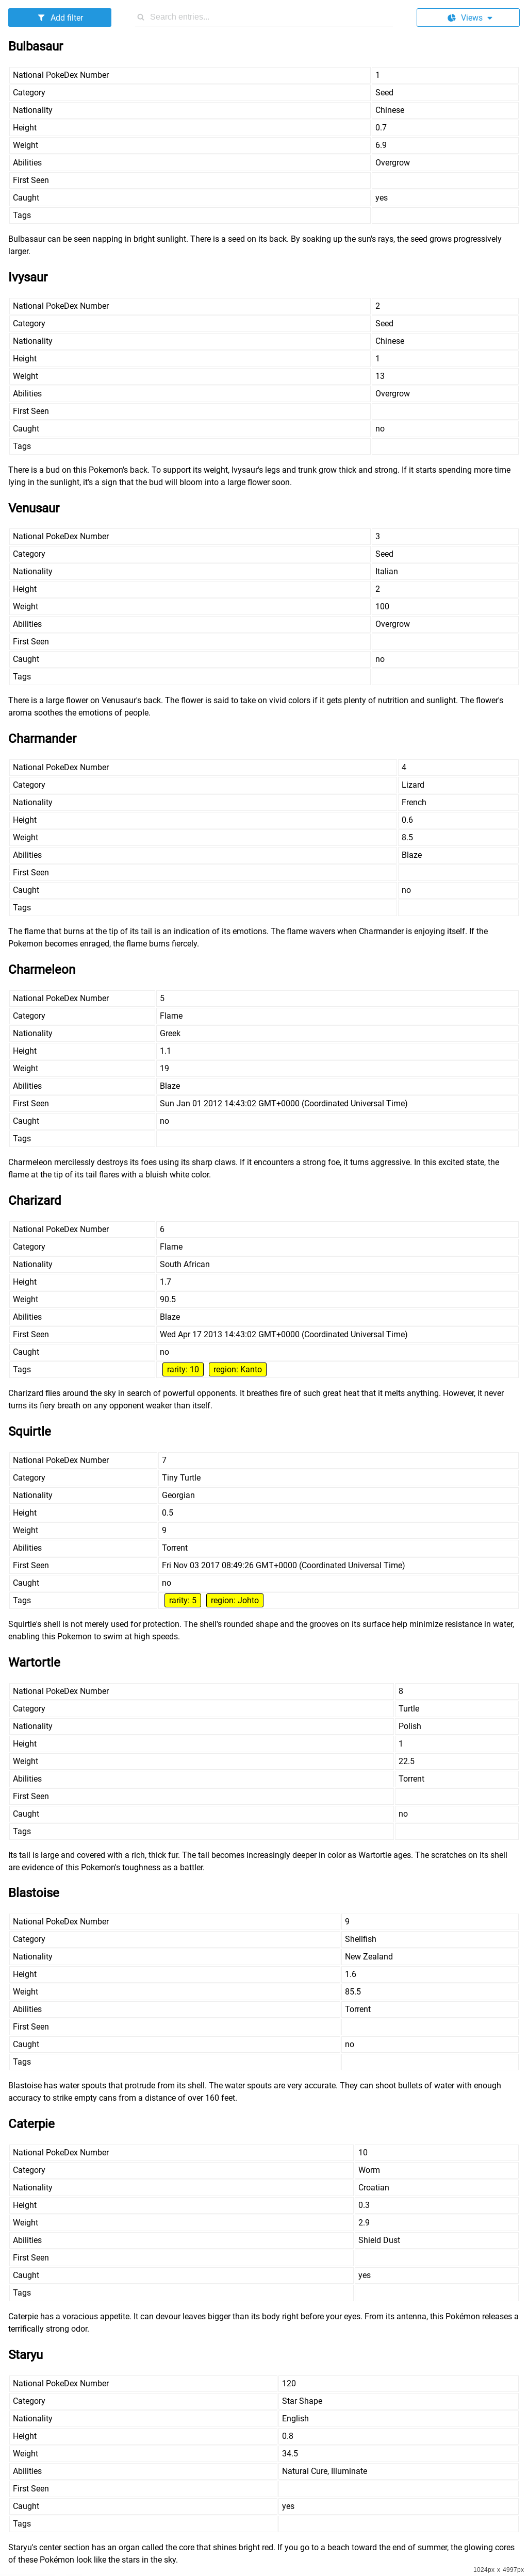 Add filter Search entries... Views
Bulbasaur
National PokeDex Number 1
Category Seed
Nationality Chinese
Height 0.7
Weight 6.9
Abilities Overgrow
First Seen
Caught yes
Tags
Bulbasaur can be seen napping in bright sunlight. There is a seed on its back. By soaking up the sun's rays, the seed grows progressively
larger.
Ivysaur
National PokeDex Number 2
Category Seed
Nationality Chinese
Height 1
Weight 13
Abilities Overgrow
First Seen
Caught no
Tags
There is a bud on this Pokemon's back. To support its weight, Ivysaur's legs and trunk grow thick and strong. If it starts spending more time
lying in the sunlight, it's a sign that the bud will bloom into a large flower soon.
Venusaur
National PokeDex Number 3
Category Seed
Nationality Italian
Height 2
Weight 100
Abilities Overgrow
First Seen
Caught no
Tags
There is a large flower on Venusaur's back. The flower is said to take on vivid colors if it gets plenty of nutrition and sunlight. The flower's
aroma soothes the emotions of people.
Charmander
National PokeDex Number 4
Category Lizard
Nationality French
Height 0.6
Weight 8.5
Abilities Blaze
First Seen
Caught no
Tags
The flame that burns at the tip of its tail is an indication of its emotions. The flame wavers when Charmander is enjoying itself. If the
Pokemon becomes enraged, the flame burns fiercely.
Charmeleon
National PokeDex Number 5
Category Flame
Nationality Greek
Height 1.1
Weight 19
Abilities Blaze
First Seen Sun Jan 01 2012 14:43:02 GMT+0000 (Coordinated Universal Time)
Caught no
Tags
Charmeleon mercilessly destroys its foes using its sharp claws. If it encounters a strong foe, it turns aggressive. In this excited state, the
flame at the tip of its tail flares with a bluish white color.
Charizard
National PokeDex Number 6
Category Flame
Nationality South African
Height 1.7
Weight 90.5
Abilities Blaze
First Seen Wed Apr 17 2013 14:43:02 GMT+0000 (Coordinated Universal Time)
Caught no
Tags rarity: 10 region: Kanto
Charizard flies around the sky in search of powerful opponents. It breathes fire of such great heat that it melts anything. However, it never
turns its fiery breath on any opponent weaker than itself.
Squirtle
National PokeDex Number 7
Category Tiny Turtle
Nationality Georgian
Height 0.5
Weight 9
Abilities Torrent
First Seen Fri Nov 03 2017 08:49:26 GMT+0000 (Coordinated Universal Time)
Caught no
Tags rarity: 5 region: Johto
Squirtle's shell is not merely used for protection. The shell's rounded shape and the grooves on its surface help minimize resistance in water,
enabling this Pokemon to swim at high speeds.
Wartortle
National PokeDex Number 8
Category Turtle
Nationality Polish
Height 1
Weight 22.5
Abilities Torrent
First Seen
Caught no
Tags
Its tail is large and covered with a rich, thick fur. The tail becomes increasingly deeper in color as Wartortle ages. The scratches on its shell
are evidence of this Pokemon's toughness as a battler.
Blastoise
National PokeDex Number 9
Category Shellfish
Nationality New Zealand
Height 1.6
Weight 85.5
Abilities Torrent
First Seen
Caught no
Tags
Blastoise has water spouts that protrude from its shell. The water spouts are very accurate. They can shoot bullets of water with enough
accuracy to strike empty cans from a distance of over 160 feet.
Caterpie
National PokeDex Number 10
Category Worm
Nationality Croatian
Height 0.3
Weight 2.9
Abilities Shield Dust
First Seen
Caught yes
Tags
Caterpie has a voracious appetite. It can devour leaves bigger than its body right before your eyes. From its antenna, this Pokémon releases a
terrifically strong odor.
Staryu
National PokeDex Number 120
Category Star Shape
Nationality English
Height 0.8
Weight 34.5
Abilities Natural Cure, Illuminate
First Seen
Caught yes
Tags
Staryu's center section has an organ called the core that shines bright red. If you go to a beach toward the end of summer, the glowing cores
of these Pokémon look like the stars in the sky.
1024px x 4997px